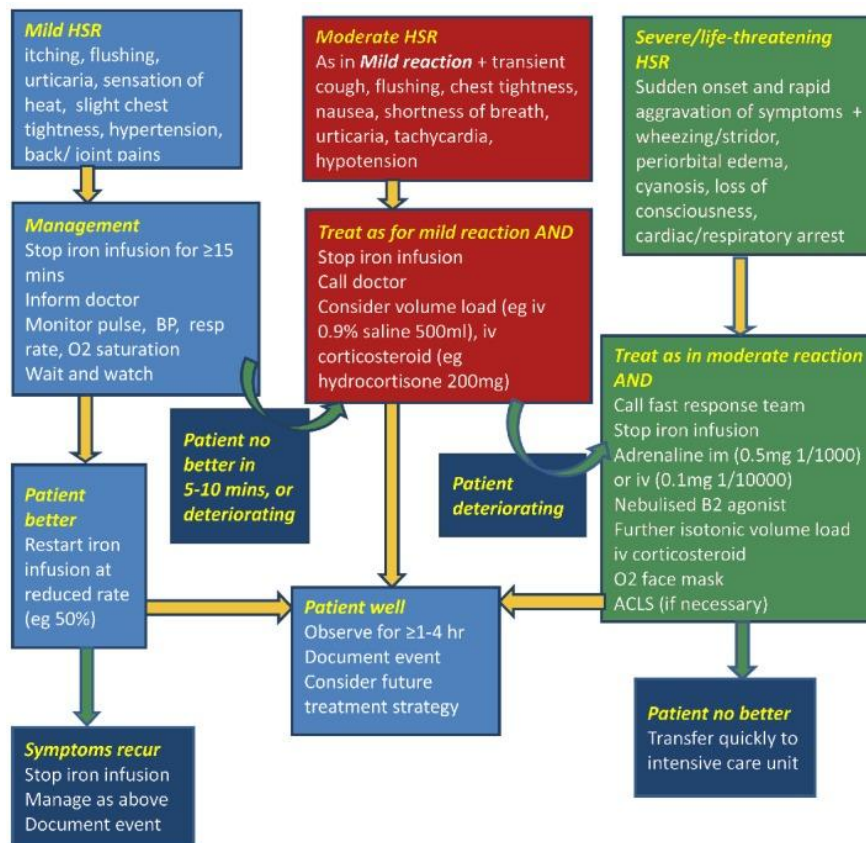 Mild HSR
itching, flushing,
urticaria, sensation of
heat, slight chest
tightness, hypertension,
back/ joint pains
Moderate HSR
As in Mild reaction + transient
cough, flushing, chest tightness,
nausea, shortness of breath,
urticaria, tachycardia,
hypotension
Severe/life-threatening
HSR
Sudden onset and rapid
aggravation of symptoms +
wheezing/stridor,
periorbital edema,
cyanosis, loss of
consciousness,
cardiac/respiratory arrest
Management
Stop iron infusion for ≥15
mins
Inform doctor
Monitor pulse, BP, resp
rate, O2 saturation
Wait and watch
Treat as for mild reaction AND
Stop iron infusion
Call doctor
Consider volume load (eg iv
0.9% saline 500ml), iv
corticosteroid (eg
hydrocortisone 200mg)
Treat as in moderate reaction
AND
Call fast response team
Stop iron infusion
Adrenaline im (0.5mg 1/1000)
or iv (0.1mg 1/10000)
Nebulised B2 agonist
Further isotonic volume load
iv corticosteroid
O2 face mask
ACLS (if necessary)
Patient no
better in
5-10 mins, or
deteriorating
Patient
deteriorating
Patient
better
Restart iron
infusion at
reduced rate
(eg 50%)
Patient well
Observe for ≥1-4 hr
Document event
Consider future
treatment strategy
Patient no better
Transfer quickly to
intensive care unit
Symptoms recur
Stop iron infusion
Manage as above
Document event